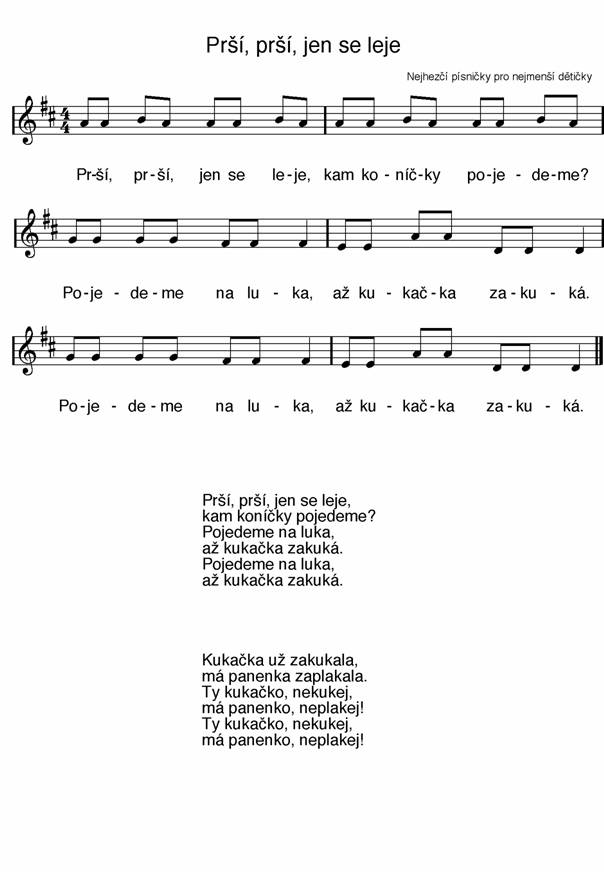 Prší, prší, jen se leje
Nejhezčí písničky pro nejmenší dětičky
4
4
Pr-ší, pr-ší, jen se le-je, kam ko-níč-ky po-je-de-me?
Po-je-de-me na lu-ka, až ku-kač-ka za-ku-ká.
Po-je-de-me na lu-ka, až ku-kač-ka za-ku-ká.
Prší, prší, jen se leje,
kam koníčky pojedeme?
Pojedeme na luka,
až kukačka zakuká.
Pojedeme na luka,
až kukačka zakuká.
Kukačka už zakukala,
má panenka zaplakala.
Ty kukačko, nekukej,
má panenko, neplakej!
Ty kukačko, nekukej,
má panenko, neplakej!